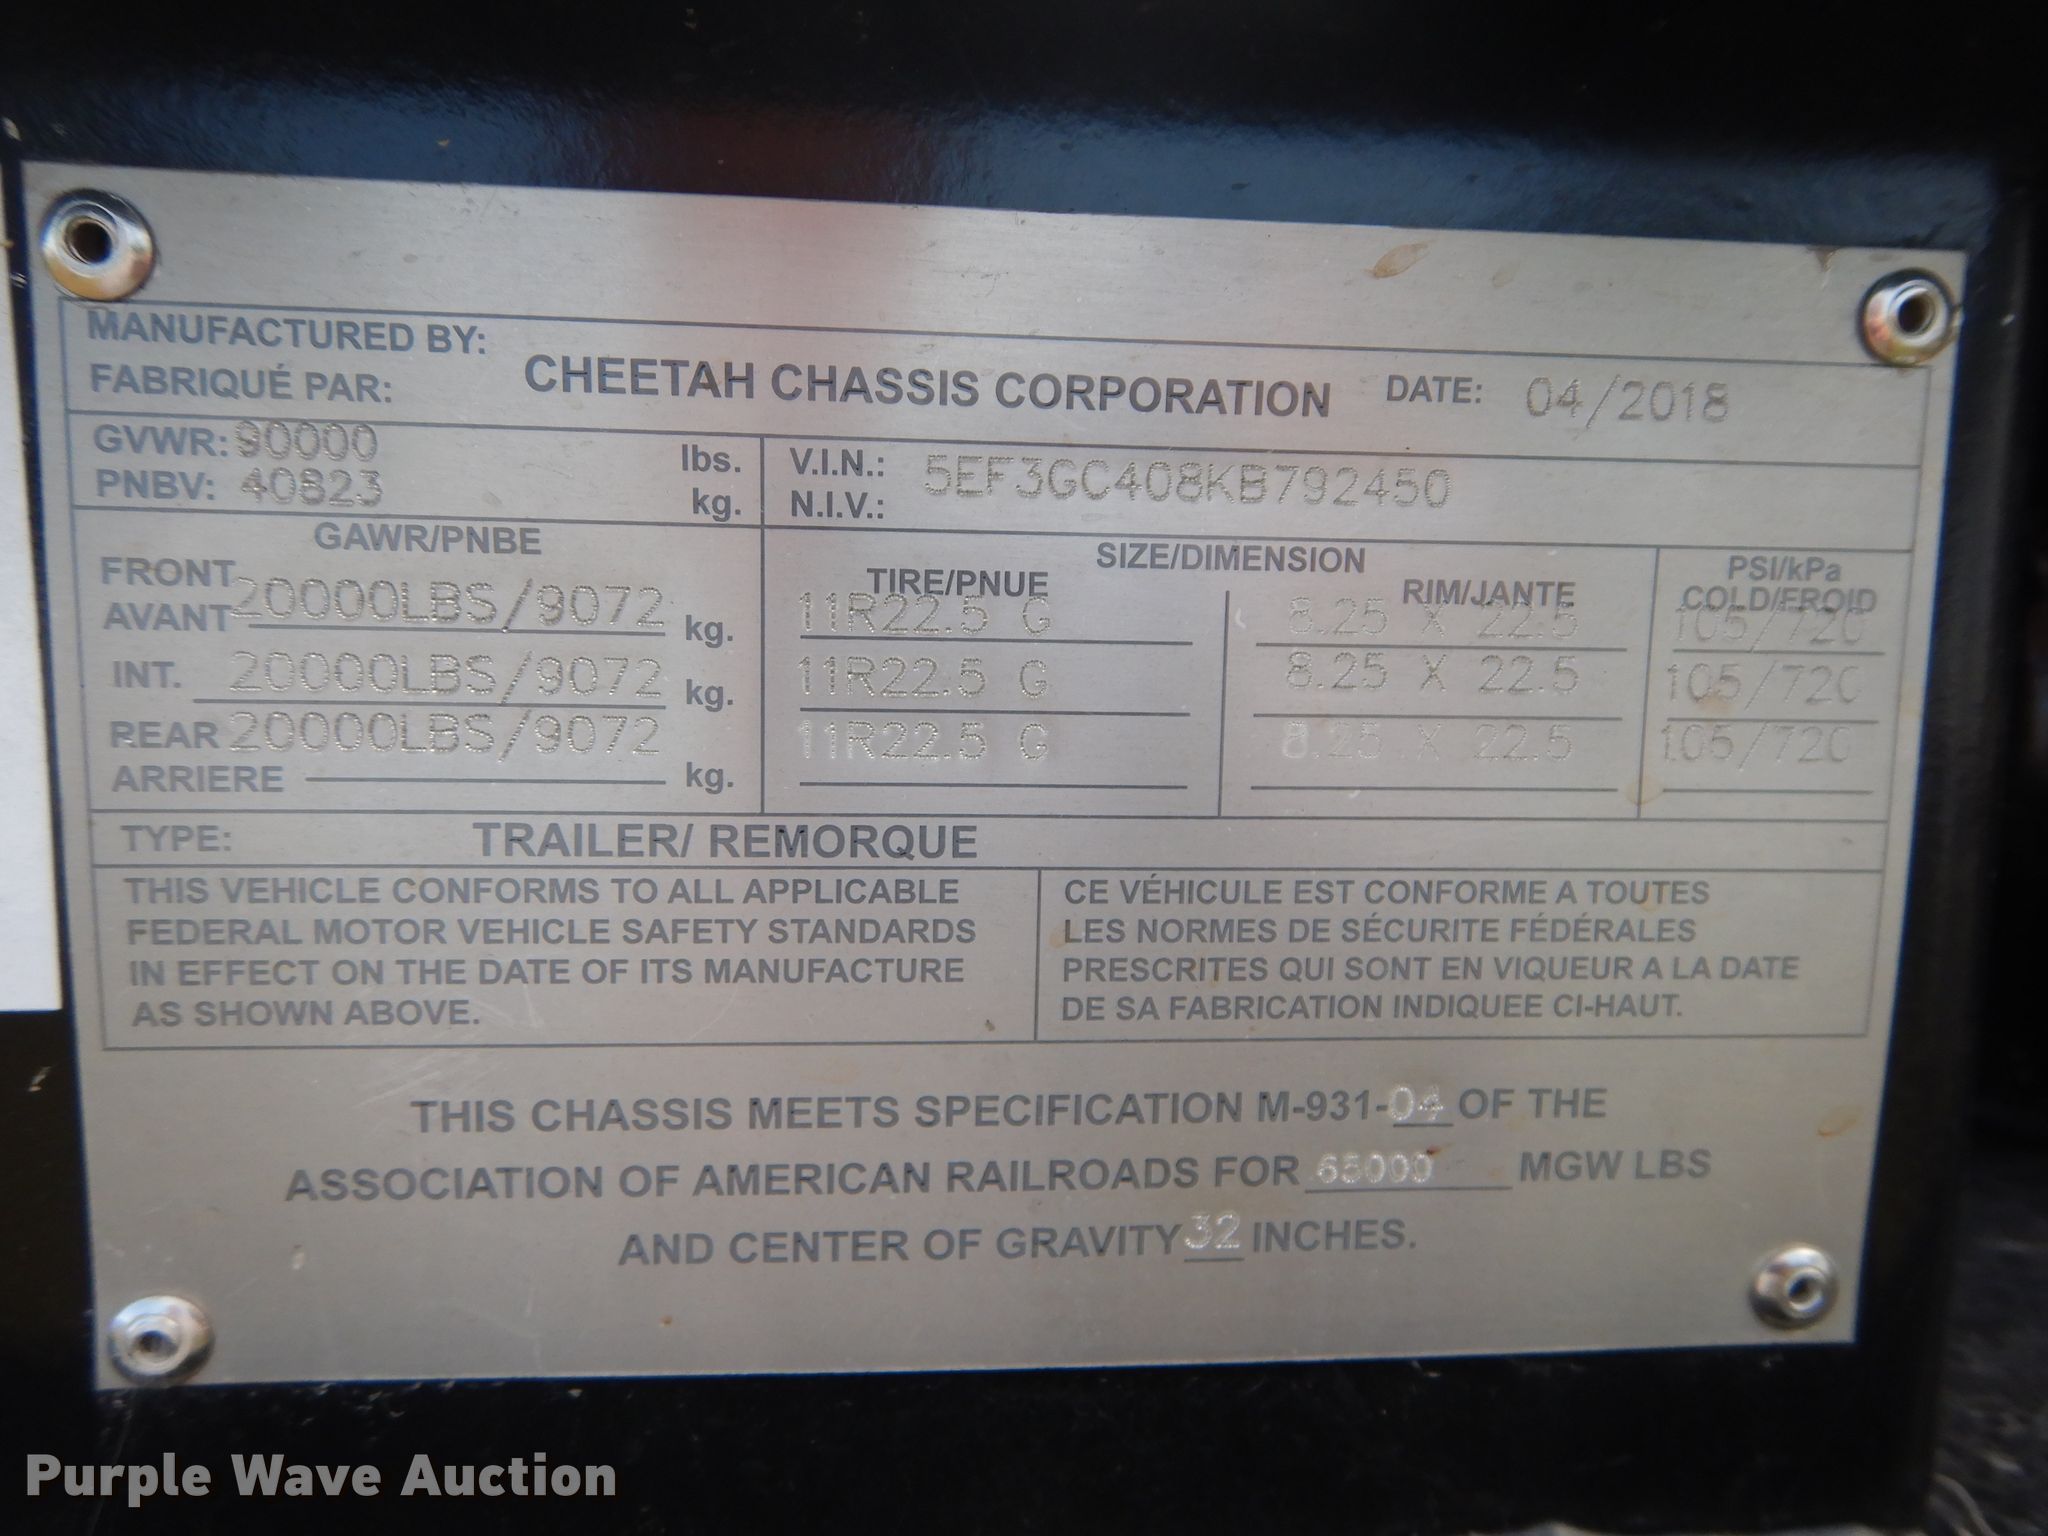 MANUFACTURED BY:
FABRIQUÉ PAR:
CHEETAH CHASSIS CORPORATION
DATE: 04/2018
GVWR: 90000 lbs.
PNBV: 40823 kg.
V.I.N.:
N.I.V.:
5EF3GC408KB792450
GAWR/PNBE
SIZE/DIMENSION
TIRE/PNUE
RIM/JANTE
PSI/kPa
COLD/FROID
FRONT
AVANT 20000LBS/9072 kg. 11R22.5 G 8.25 X 22.5 105/720
INT. 20000LBS/9072 kg. 11R22.5 G 8.25 X 22.5 105/720
REAR 20000LBS/9072 11R22.5 G 8.25 X 22.5 105/720
ARRIERE kg.
TYPE: TRAILER/ REMORQUE
THIS VEHICLE CONFORMS TO ALL APPLICABLE
FEDERAL MOTOR VEHICLE SAFETY STANDARDS
IN EFFECT ON THE DATE OF ITS MANUFACTURE
AS SHOWN ABOVE.
CE VÉHICULE EST CONFORME A TOUTES
LES NORMES DE SÉCURITE FÉDÉRALES
PRESCRITES QUI SONT EN VIQUEUR A LA DATE
DE SA FABRICATION INDIQUEE CI-HAUT.
THIS CHASSIS MEETS SPECIFICATION M-931-04 OF THE
ASSOCIATION OF AMERICAN RAILROADS FOR 65000 MGW LBS
AND CENTER OF GRAVITY 32 INCHES.
Purple Wave Auction